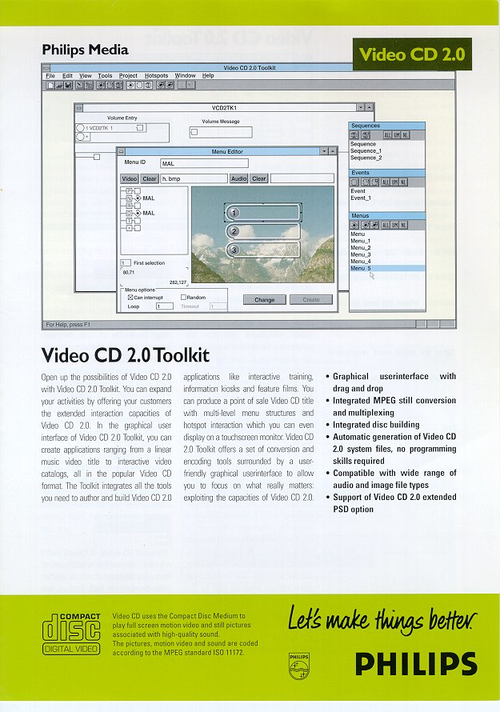 Philips Media
Video CD 2.0
Video CD 2.0 Toolkit
File Edit View Tools Project Hotspots Window Help
VCD2TK1
Volume Entry
Volume Message
1 VCD2TK 1
Menu Editor
Menu ID
MAL
Video Clear h.bmp Audio Clear
MAL
MAL
1
2
3
1 First selection
80,71
282,127
Menu options
Can interrupt Random
Loop 1 Timeout 1
Change Create
Sequences
ALL UM NL
Sequence
Sequence_1
Sequence_2
Events
ALL UM NL
Event
Event_1
Menus
ALL UM NL
Menu
Menu_1
Menu_2
Menu_3
Menu_4
Menu_5
For Help, press F1
Video CD 2.0 Toolkit
Open up the possibilities of Video CD 2.0
with Video CD 2.0 Toolkit. You can expand
your activities by offering your customers
the extended interaction capacities of
Video CD 2.0. In the graphical user
interface of Video CD 2.0 Toolkit, you can
create applications ranging from a linear
music video title to interactive video
catalogs, all in the popular Video CD
format. The Toolkit integrates all the tools
you need to author and build Video CD 2.0
applications like interactive training,
information kiosks and feature films. You
can produce a point of sale Video CD title
with multi-level menu structures and
hotspot interaction which you can even
display on a touchscreen monitor. Video CD
2.0 Toolkit offers a set of conversion and
encoding tools surrounded by a user-
friendly graphical userinterface to allow
you to focus on what really matters:
exploiting the capacities of Video CD 2.0.
• Graphical userinterface with
drag and drop
• Integrated MPEG still conversion
and multiplexing
• Integrated disc building
• Automatic generation of Video CD
2.0 system files, no programming
skills required
• Compatible with wide range of
audio and image file types
• Support of Video CD 2.0 extended
PSD option
COMPACT
disc
DIGITAL VIDEO
Video CD uses the Compact Disc Medium to
play full screen motion video and still pictures
associated with high-quality sound.
The pictures, motion video and sound are coded
according to the MPEG standard ISO 11172.
Let's make things better.
PHILIPS
PHILIPS